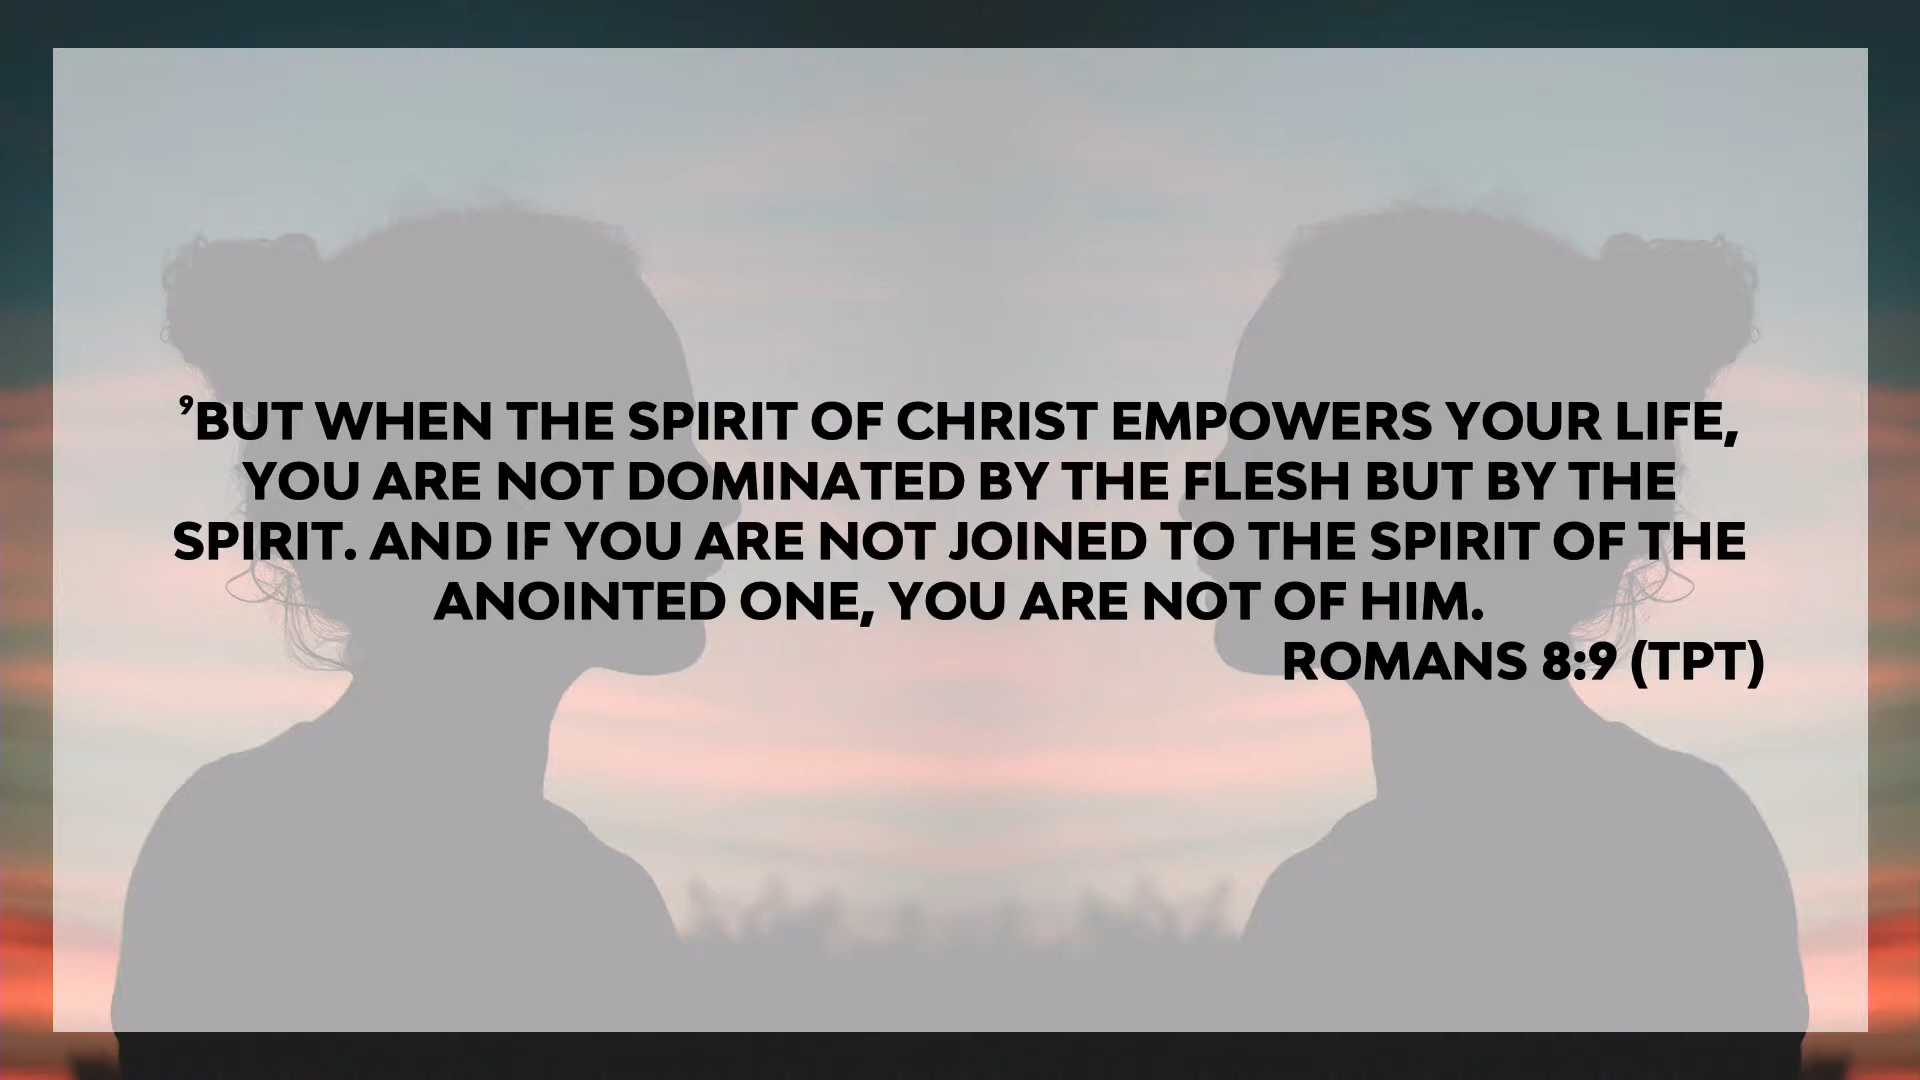 ⁹BUT WHEN THE SPIRIT OF CHRIST EMPOWERS YOUR LIFE,
YOU ARE NOT DOMINATED BY THE FLESH BUT BY THE
SPIRIT. AND IF YOU ARE NOT JOINED TO THE SPIRIT OF THE
ANOINTED ONE, YOU ARE NOT OF HIM.
ROMANS 8:9 (TPT)